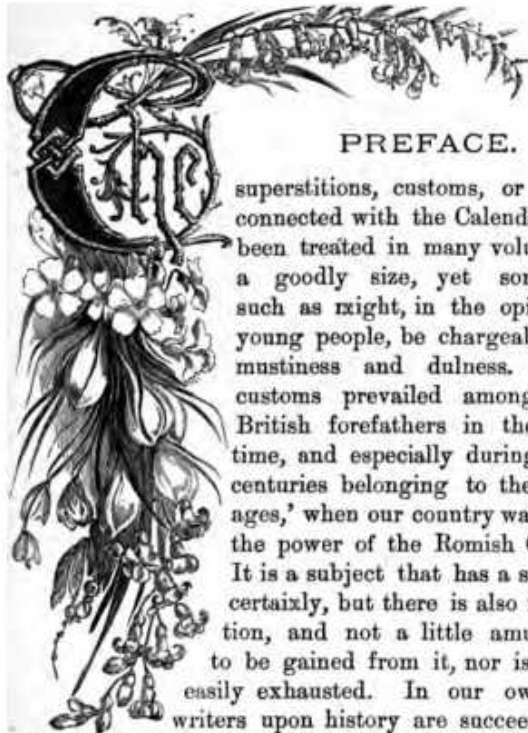 PREFACE.
The
superstitions, customs, or
connected with the Calend
been treated in many volu
a goodly size, yet som
such as rxight, in the opi
young people, be chargeab
mustiness and dulness.
customs prevailed among
British forefathers in the
time, and especially during
centuries belonging to the
ages,' when our country wa
the power of the Romish C
It is a subject that has a s
certaixly, but there is also
tion, and not a little amu
to be gained from it, nor is
easily exhausted. In our ow
writers upon history are succee